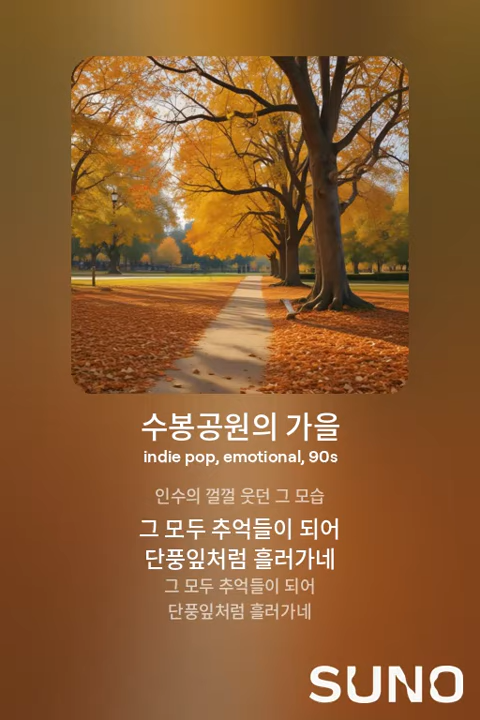 수봉공원의 가을
indie pop, emotional, 90s
인수의 껄껄 웃던 그 모습
그 모두 추억들이 되어
단풍잎처럼 흘러가네
그 모두 추억들이 되어
단풍잎처럼 흘러가네
SUNO